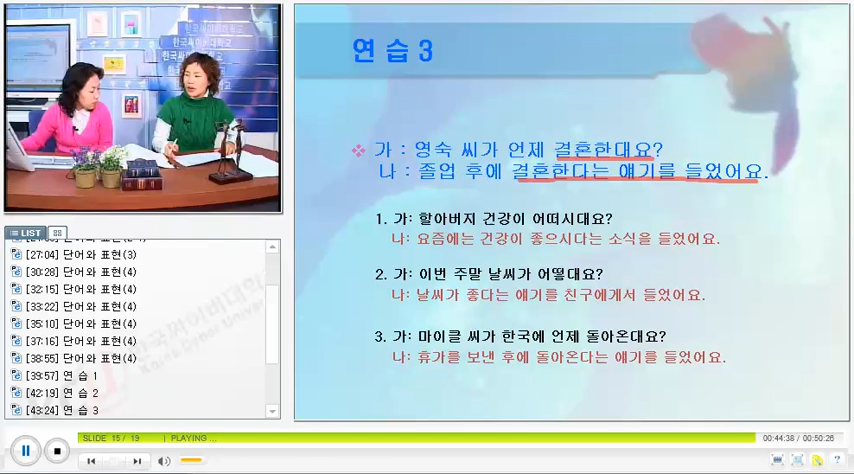 한국싸이버대학교
연 습 3
가 : 영숙 씨가 언제 결혼한대요?
나 : 졸업 후에 결혼한다는 얘기를 들었어요.
1. 가: 할아버지 건강이 어떠시대요?
나: 요즘에는 건강이 좋으시다는 소식을 들었어요.
2. 가: 이번 주말 날씨가 어떻대요?
나: 날씨가 좋다는 얘기를 친구에게서 들었어요.
3. 가: 마이클 씨가 한국에 언제 돌아온대요?
나: 휴가를 보낸 후에 돌아온다는 얘기를 들었어요.
LIST
[27:04] 단어와 표현(3)
[30:28] 단어와 표현(4)
[32:15] 단어와 표현(4)
[33:22] 단어와 표현(4)
[35:10] 단어와 표현(4)
[37:16] 단어와 표현(4)
[38:55] 단어와 표현(4)
[39:57] 연 습 1
[42:19] 연 습 2
[43:24] 연 습 3
SLIDE 15 / 19 | PLAYING ...
00:44:38 / 00:50:26